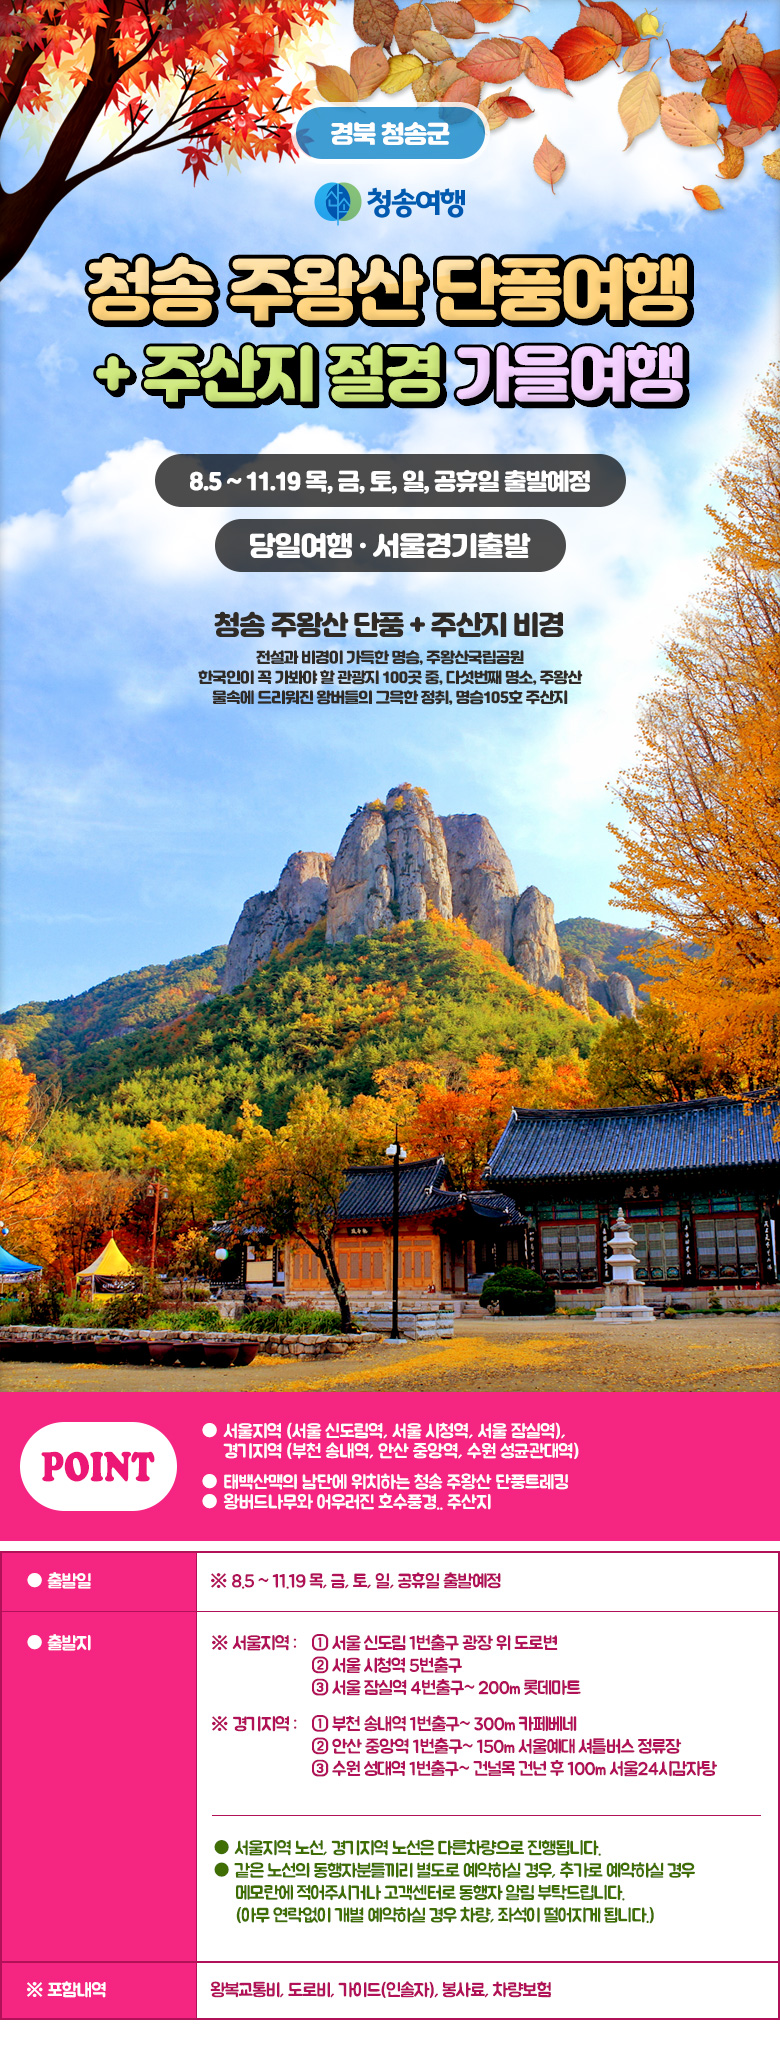 경북 청송군
산소
청송여행
청송 주왕산 단풍여행
+ 주산지 절경 가을여행
8.5 ~ 11.19 목, 금, 토, 일, 공휴일 출발예정
당일여행 · 서울경기출발
청송 주왕산 단풍 + 주산지 비경
전설과 비경이 가득한 명승, 주왕산국립공원
한국인이 꼭 가봐야 할 관광지 100곳 중, 다섯번째 명소, 주왕산
물속에 드리워진 왕버들의 그윽한 정취, 명승105호 주산지
POINT
● 서울지역 (서울 신도림역, 서울 시청역, 서울 잠실역),
경기지역 (부천 송내역, 안산 중앙역, 수원 성균관대역)
● 태백산맥의 남단에 위치하는 청송 주왕산 단풍트레킹
● 왕버드나무와 어우러진 호수풍경.. 주산지
● 출발일
※ 8.5 ~ 11.19 목, 금, 토, 일, 공휴일 출발예정
● 출발지
※ 서울지역 : ① 서울 신도림 1번출구 광장 위 도로변
② 서울 시청역 5번출구
③ 서울 잠실역 4번출구~ 200m 롯데마트
※ 경기지역 : ① 부천 송내역 1번출구~ 300m 카페베네
② 안산 중앙역 1번출구~ 150m 서울예대 셔틀버스 정류장
③ 수원 성대역 1번출구~ 건널목 건넌 후 100m 서울24시감자탕
● 서울지역 노선, 경기지역 노선은 다른차량으로 진행됩니다.
● 같은 노선의 동행자분들끼리 별도로 예약하실 경우, 추가로 예약하실 경우
메모란에 적어주시거나 고객센터로 동행자 알림 부탁드립니다.
(아무 연락없이 개별 예약하실 경우 차량, 좌석이 떨어지게 됩니다.)
※ 포함내역
왕복교통비, 도로비, 가이드(인솔자), 봉사료, 차량보험